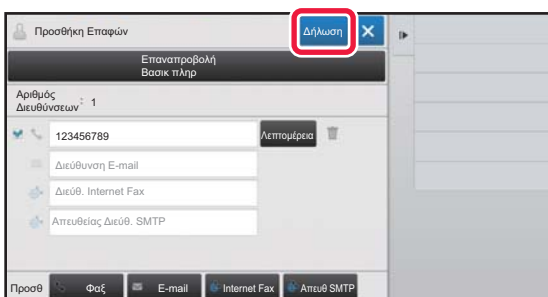 Προσθήκη Επαφών
Δήλωση
Επαναπροβολή
Βασικ πληρ
Αριθμός
Διευθύνσεων : 1
123456789
Λεπτομέρεια
Διεύθυνση E-mail
Διεύθ. Internet Fax
Απευθείας Διεύθ. SMTP
Προσθ Φαξ E-mail Internet Fax Απευθ SMTP